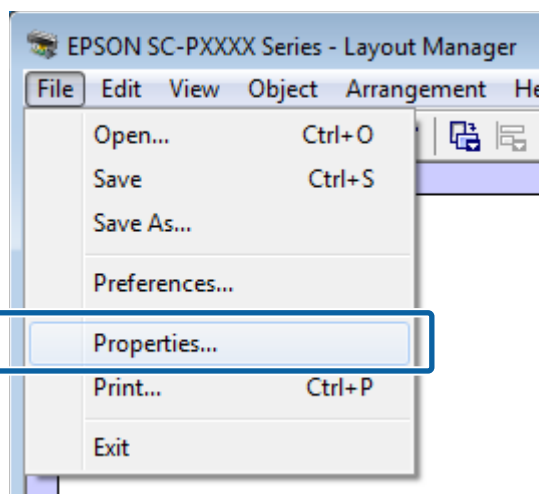 EPSON SC-PXXXX Series - Layout Manager
File Edit View Object Arrangement He
Open... Ctrl+O
Save Ctrl+S
Save As...
Preferences...
Properties...
Print... Ctrl+P
Exit